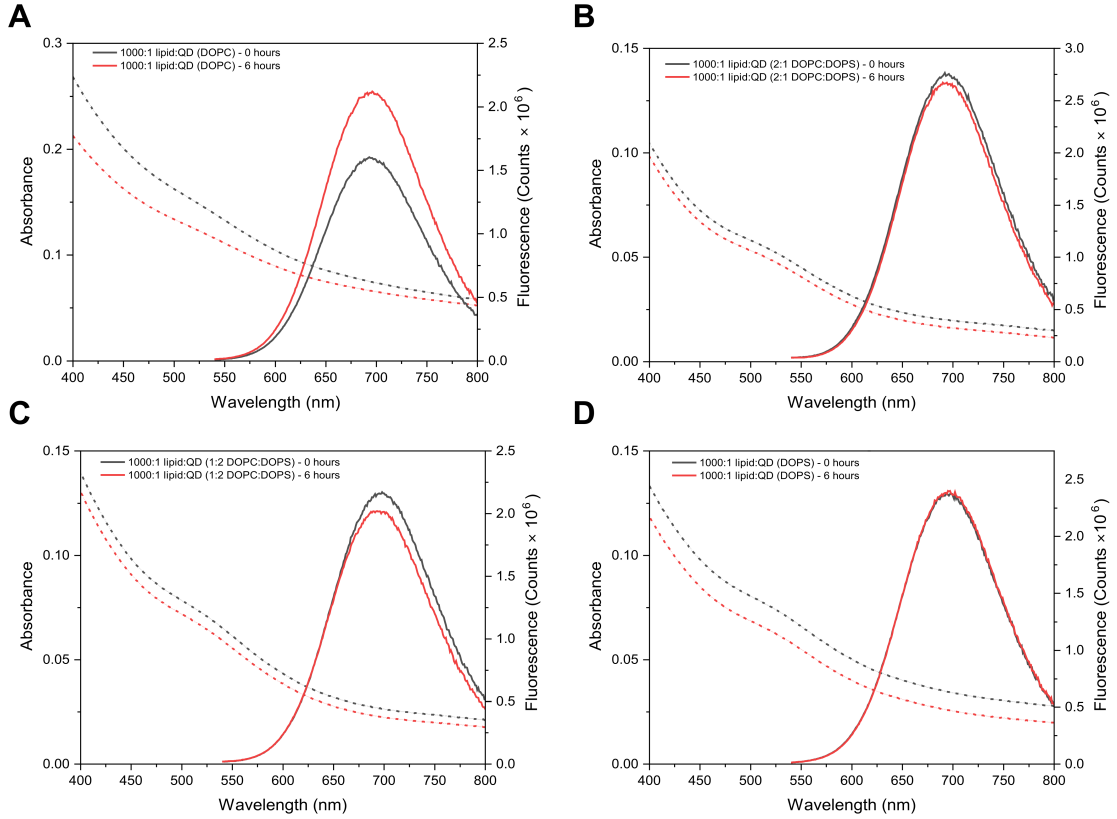 A
1000:1 lipid:QD (DOPC) - 0 hours
1000:1 lipid:QD (DOPC) - 6 hours
0.3
0.2
0.1
0.0
Absorbance
2.5
2.0
1.5
1.0
0.5
0.0
Fluorescence (Counts × 10⁶)
400 450 500 550 600 650 700 750 800
Wavelength (nm)
B
1000:1 lipid:QD (2:1 DOPC:DOPS) - 0 hours
1000:1 lipid:QD (2:1 DOPC:DOPS) - 6 hours
0.15
0.10
0.05
0.00
Absorbance
3.0
2.5
2.0
1.5
1.0
0.5
0.0
Fluorescence (Counts × 10⁶)
400 450 500 550 600 650 700 750 800
Wavelength (nm)
C
1000:1 lipid:QD (1:2 DOPC:DOPS) - 0 hours
1000:1 lipid:QD (1:2 DOPC:DOPS) - 6 hours
0.15
0.10
0.05
0.00
Absorbance
2.5
2.0
1.5
1.0
0.5
0.0
Fluorescence (Counts ×10⁶)
400 450 500 550 600 650 700 750 800
Wavelength (nm)
D
1000:1 lipid:QD (DOPS) - 0 hours
1000:1 lipid:QD (DOPS) - 6 hours
0.15
0.10
0.05
0.00
Absorbance
2.5
2.0
1.5
1.0
0.5
0.0
Fluorescence (Counts ×10⁶)
400 450 500 550 600 650 700 750 800
Wavelength (nm)